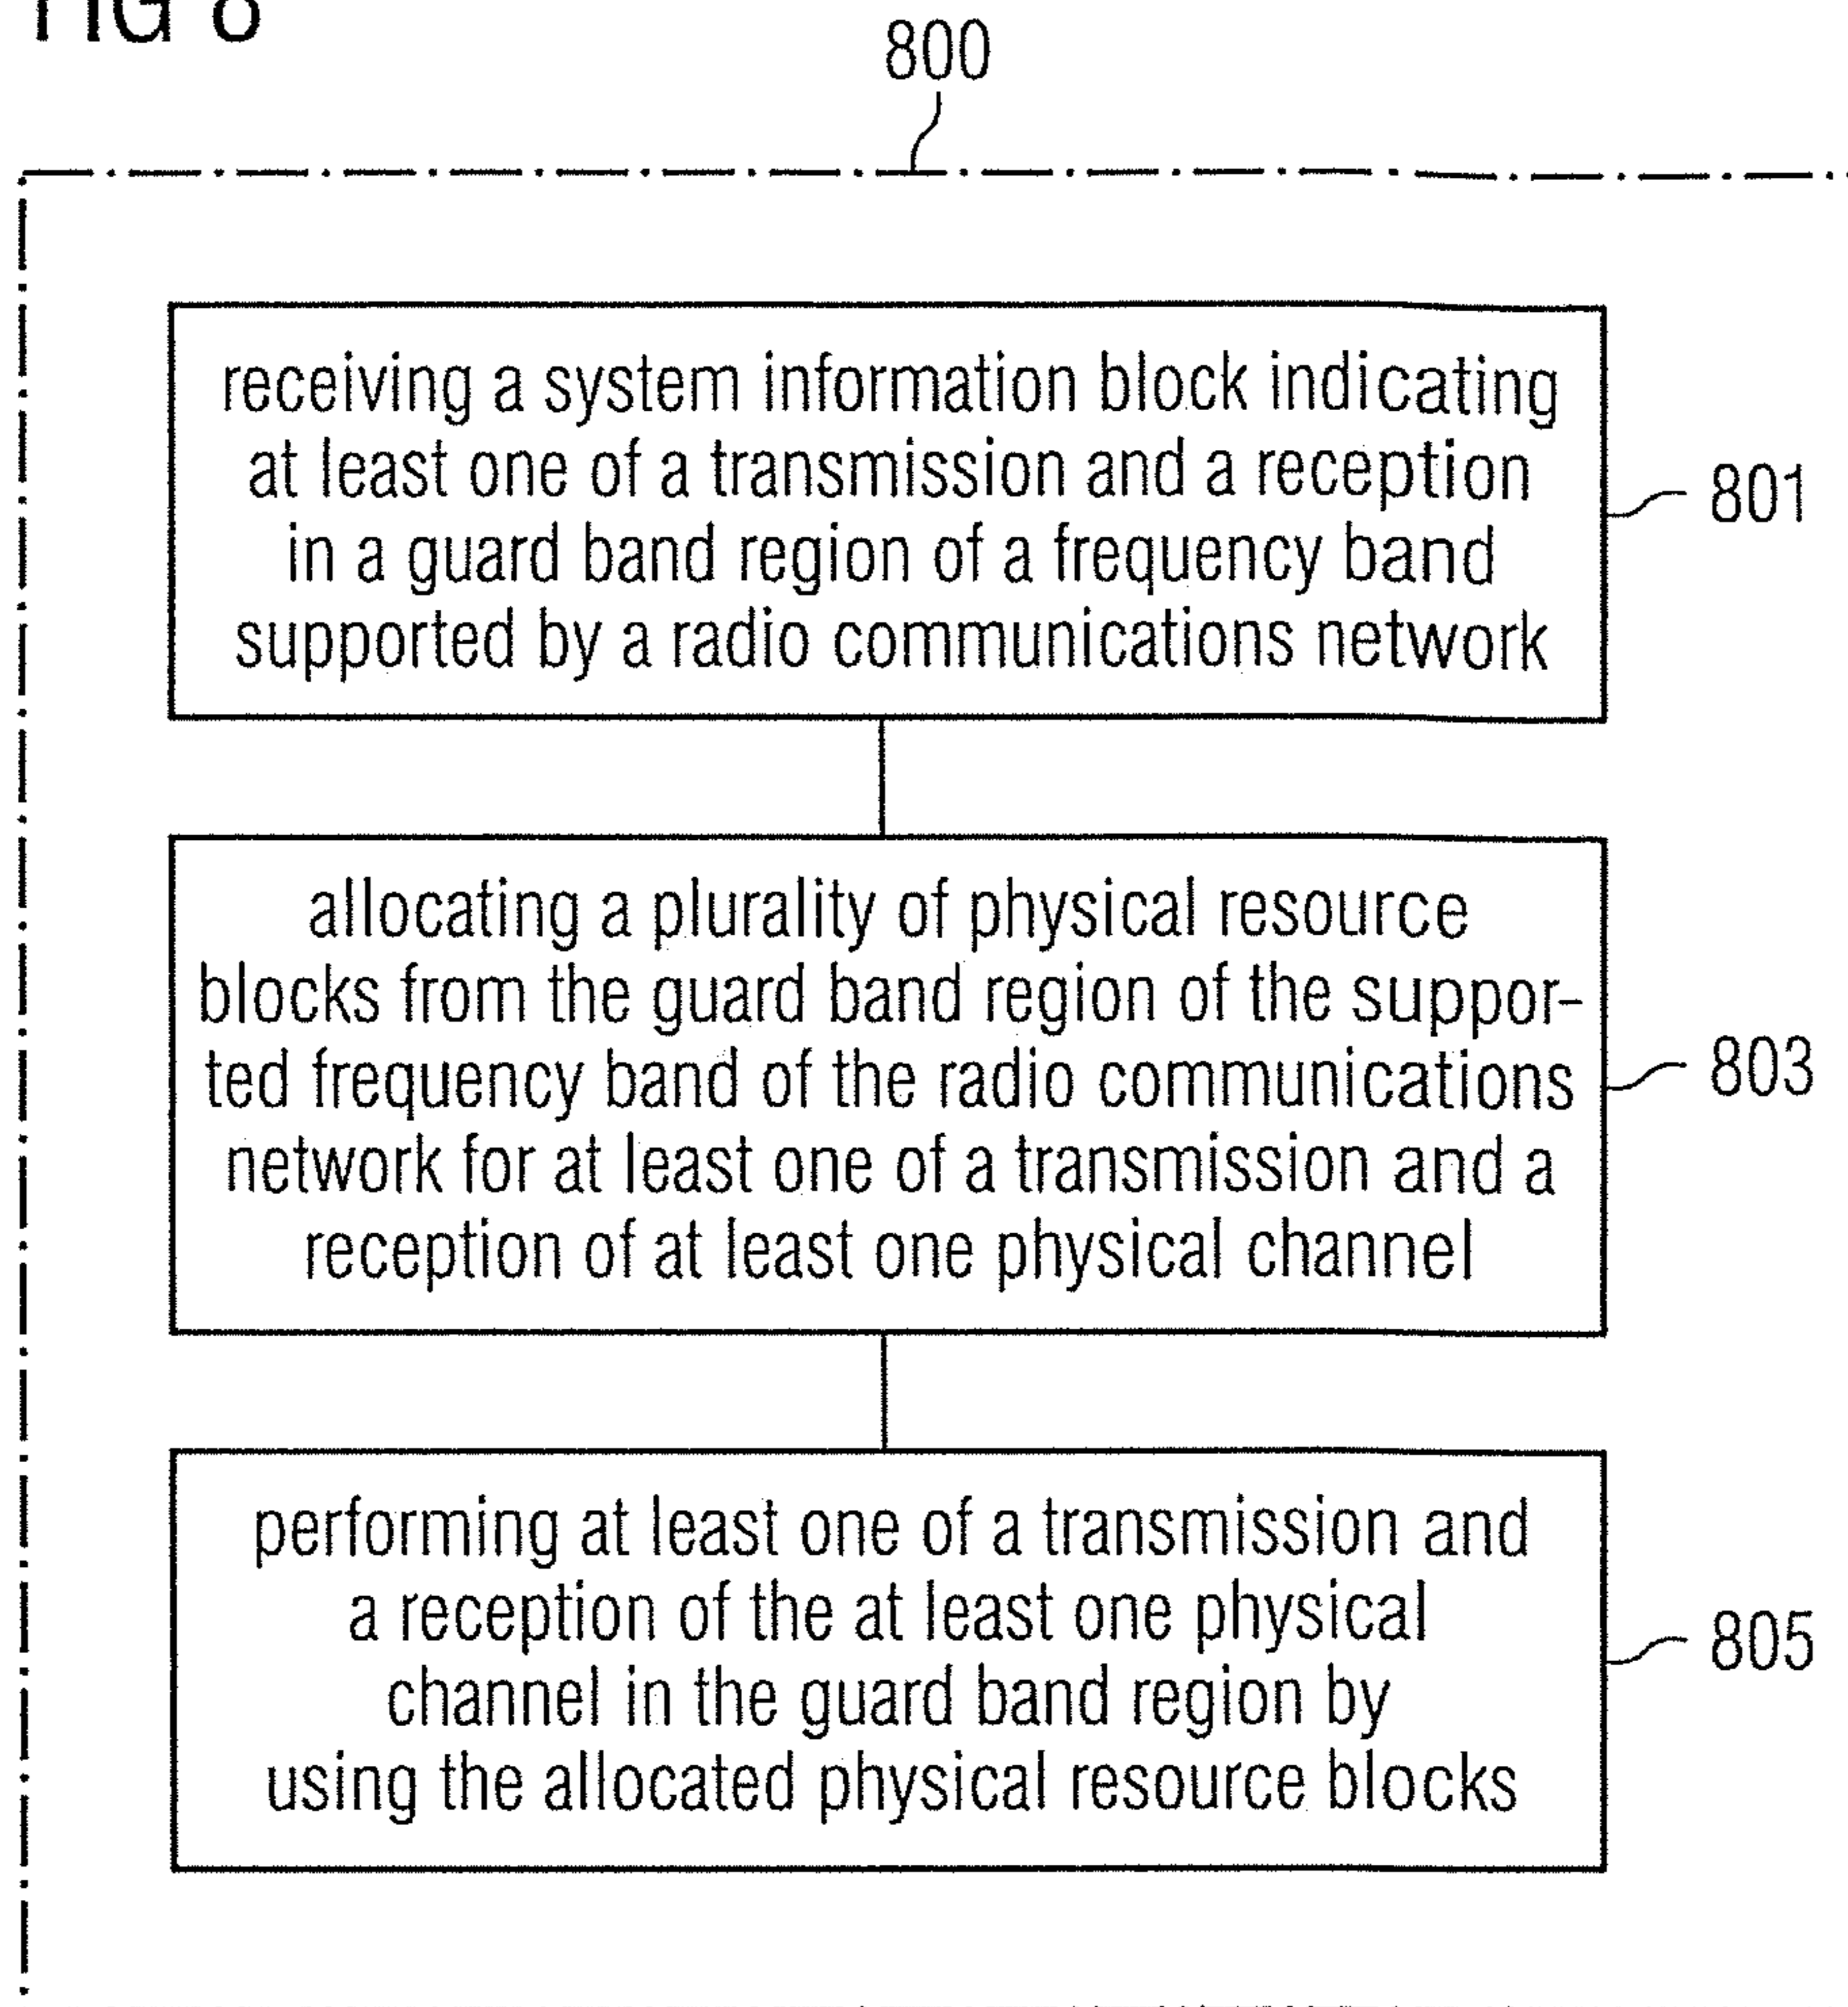 FIG 8
800
receiving a system information block indicating
at least one of a transmission and a reception
in a guard band region of a frequency band
supported by a radio communications network
801
allocating a plurality of physical resource
blocks from the guard band region of the suppor-
ted frequency band of the radio communications
network for at least one of a transmission and a
reception of at least one physical channel
803
performing at least one of a transmission and
a reception of the at least one physical
channel in the guard band region by
using the allocated physical resource blocks
805